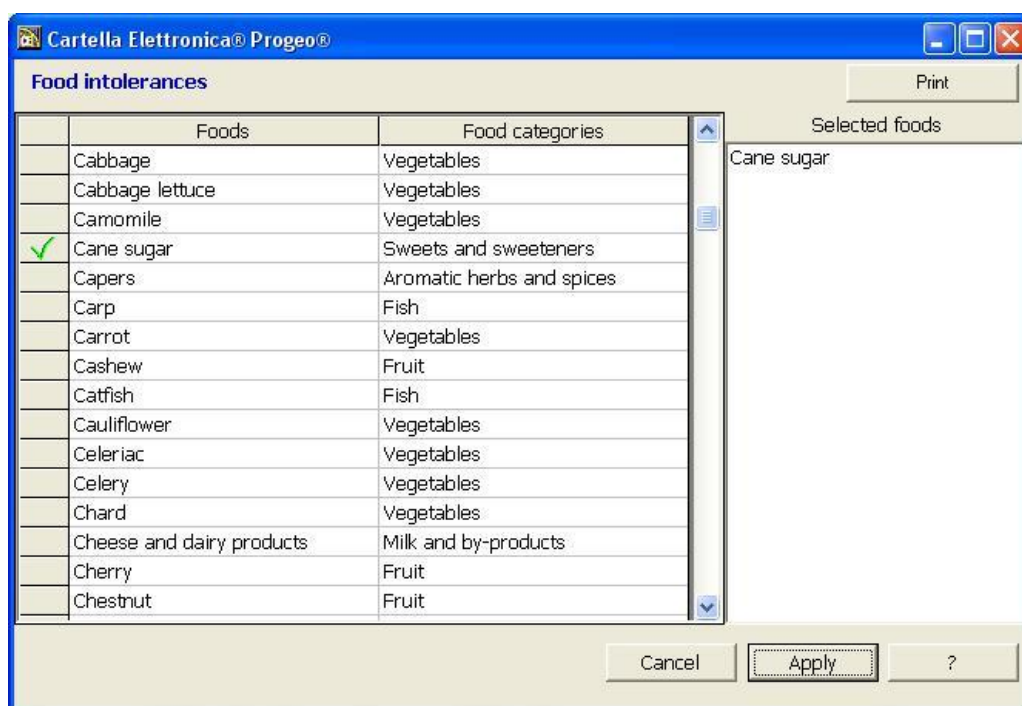 Cartella Elettronica® Progeo®
Food intolerances
Print
Foods Food categories
Selected foods
Cabbage Vegetables
Cane sugar
Cabbage lettuce Vegetables
Camomile Vegetables
Cane sugar Sweets and sweeteners
Capers Aromatic herbs and spices
Carp Fish
Carrot Vegetables
Cashew Fruit
Catfish Fish
Cauliflower Vegetables
Celeriac Vegetables
Celery Vegetables
Chard Vegetables
Cheese and dairy products Milk and by-products
Cherry Fruit
Chestnut Fruit
Cancel Apply ?